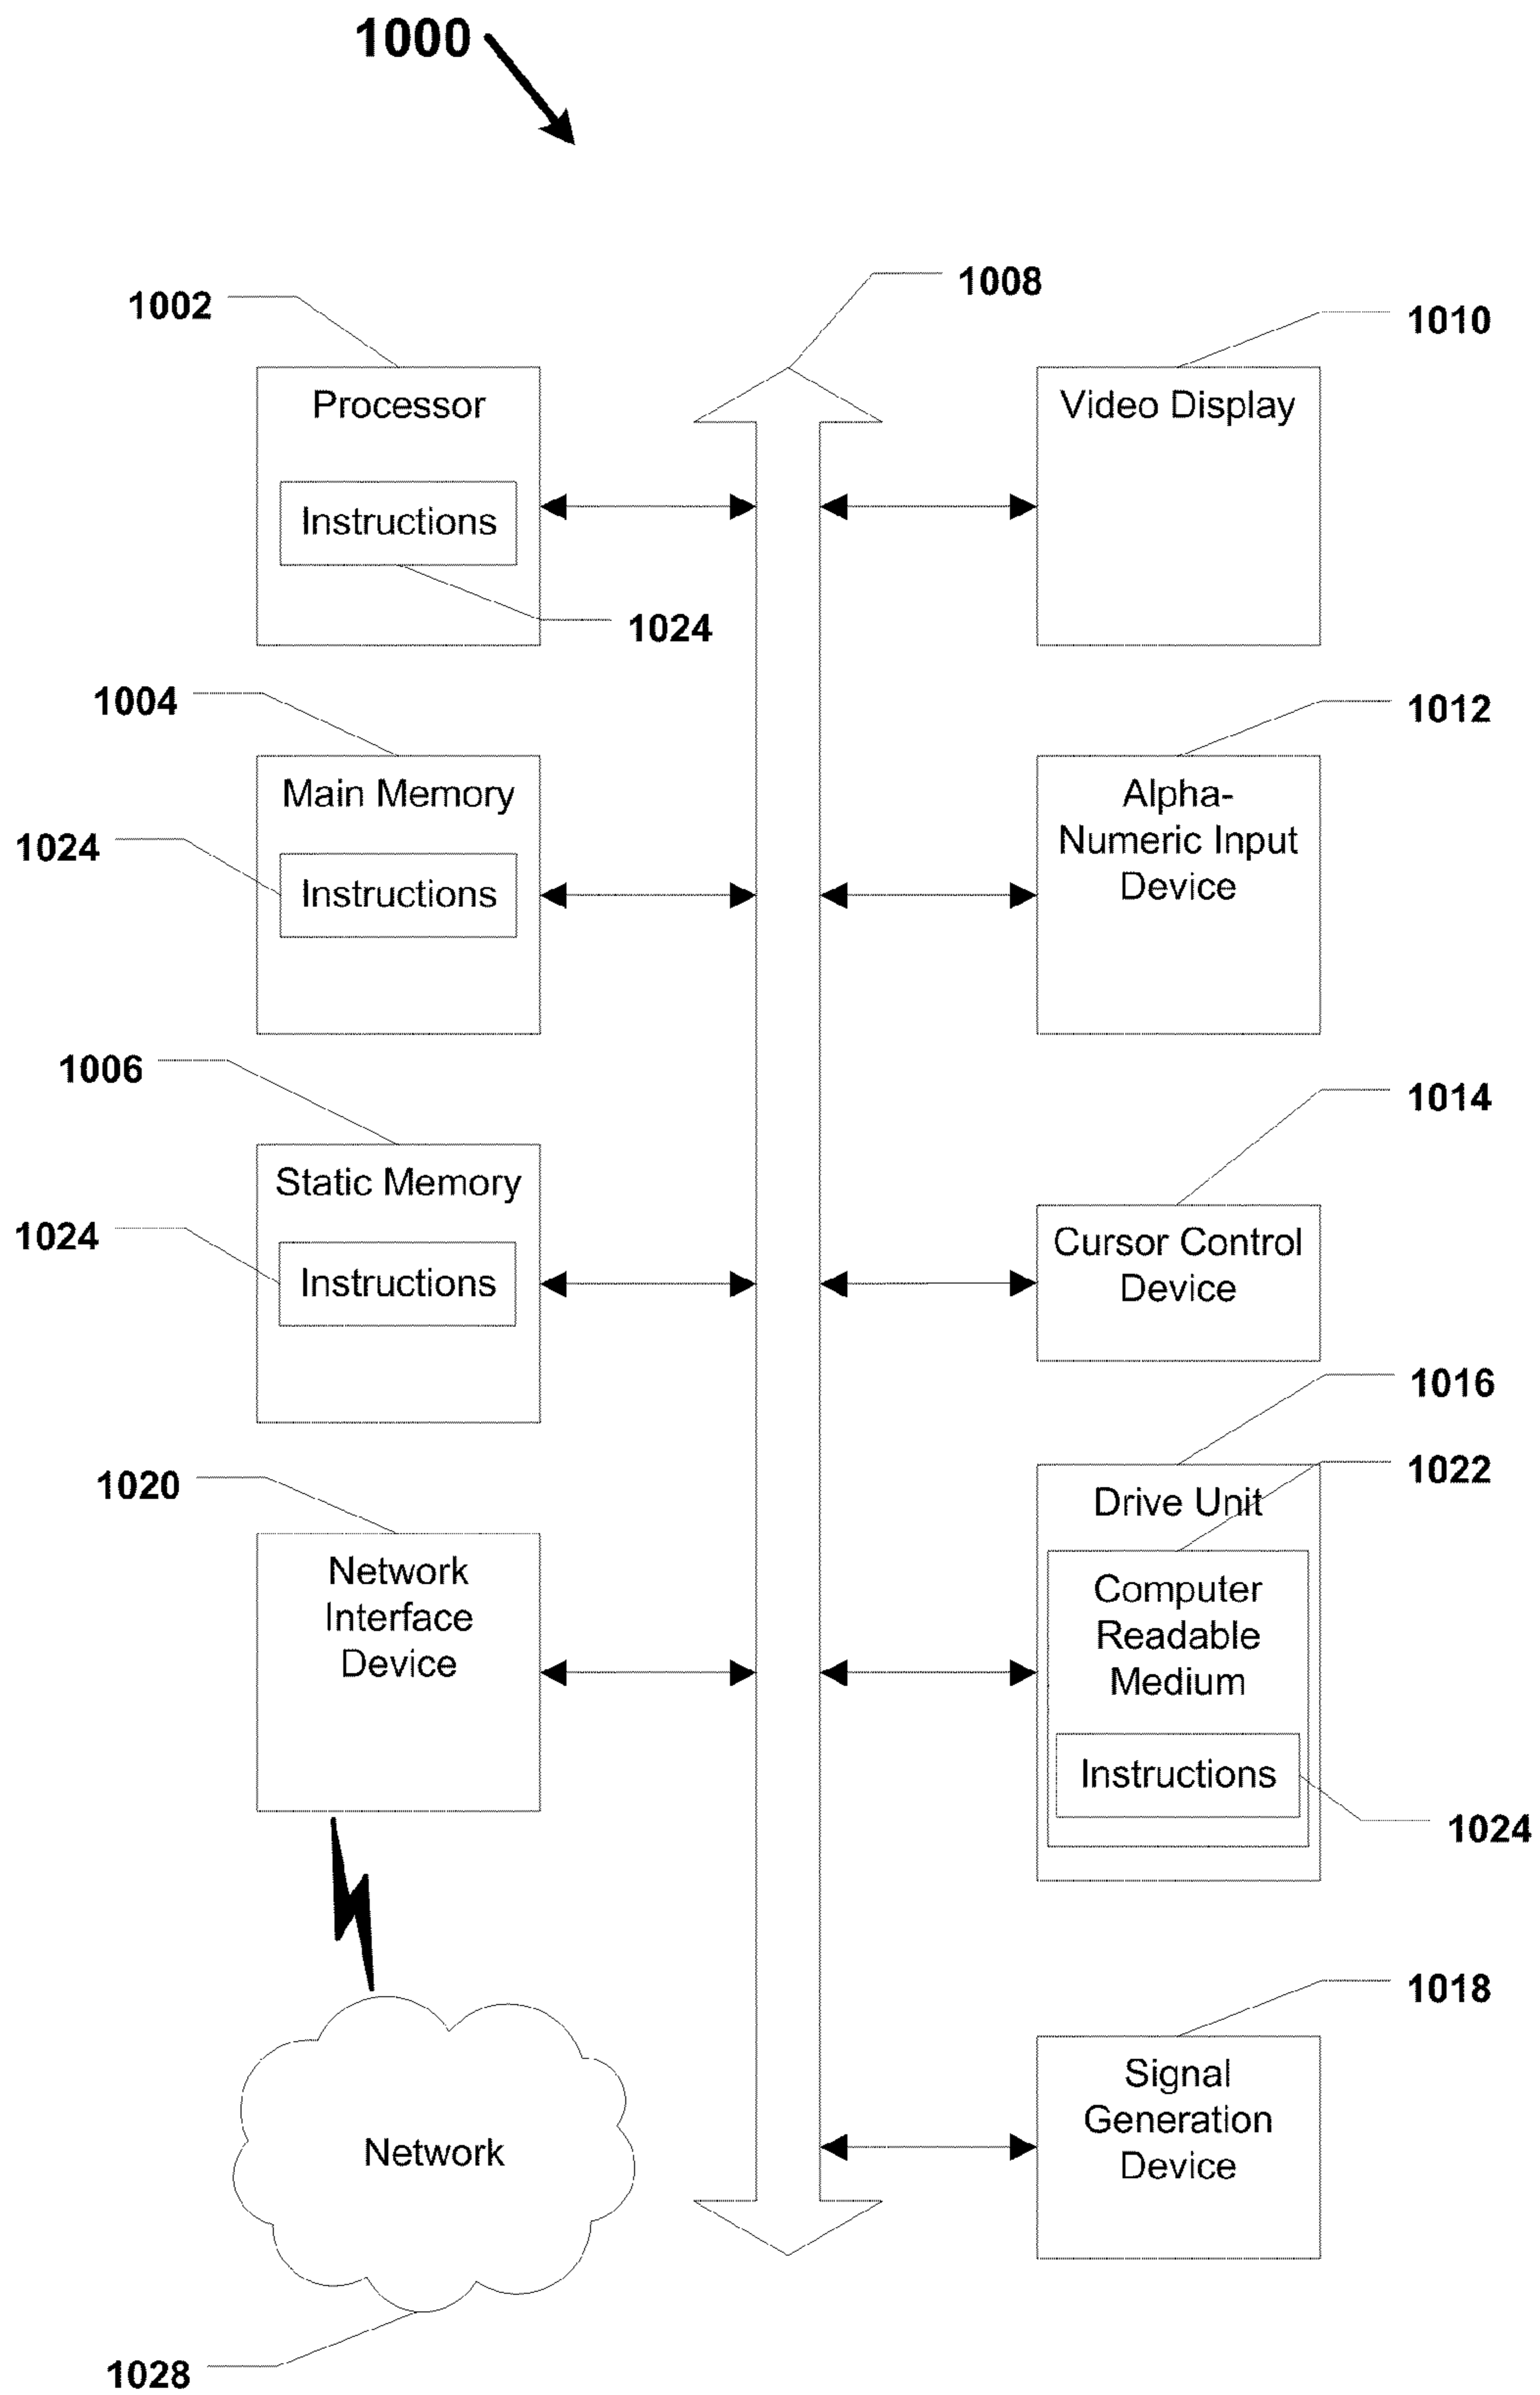 1000
1008
1002
1010
Processor
Video Display
Instructions
1024
1004
1012
Main Memory
Alpha-
Numeric Input
Device
1024
Instructions
1006
1014
Static Memory
Cursor Control
Device
1024
Instructions
1016
1020
1022
Drive Unit
Network
Interface
Device
Computer
Readable
Medium
Instructions
1024
1018
Signal
Generation
Device
Network
1028